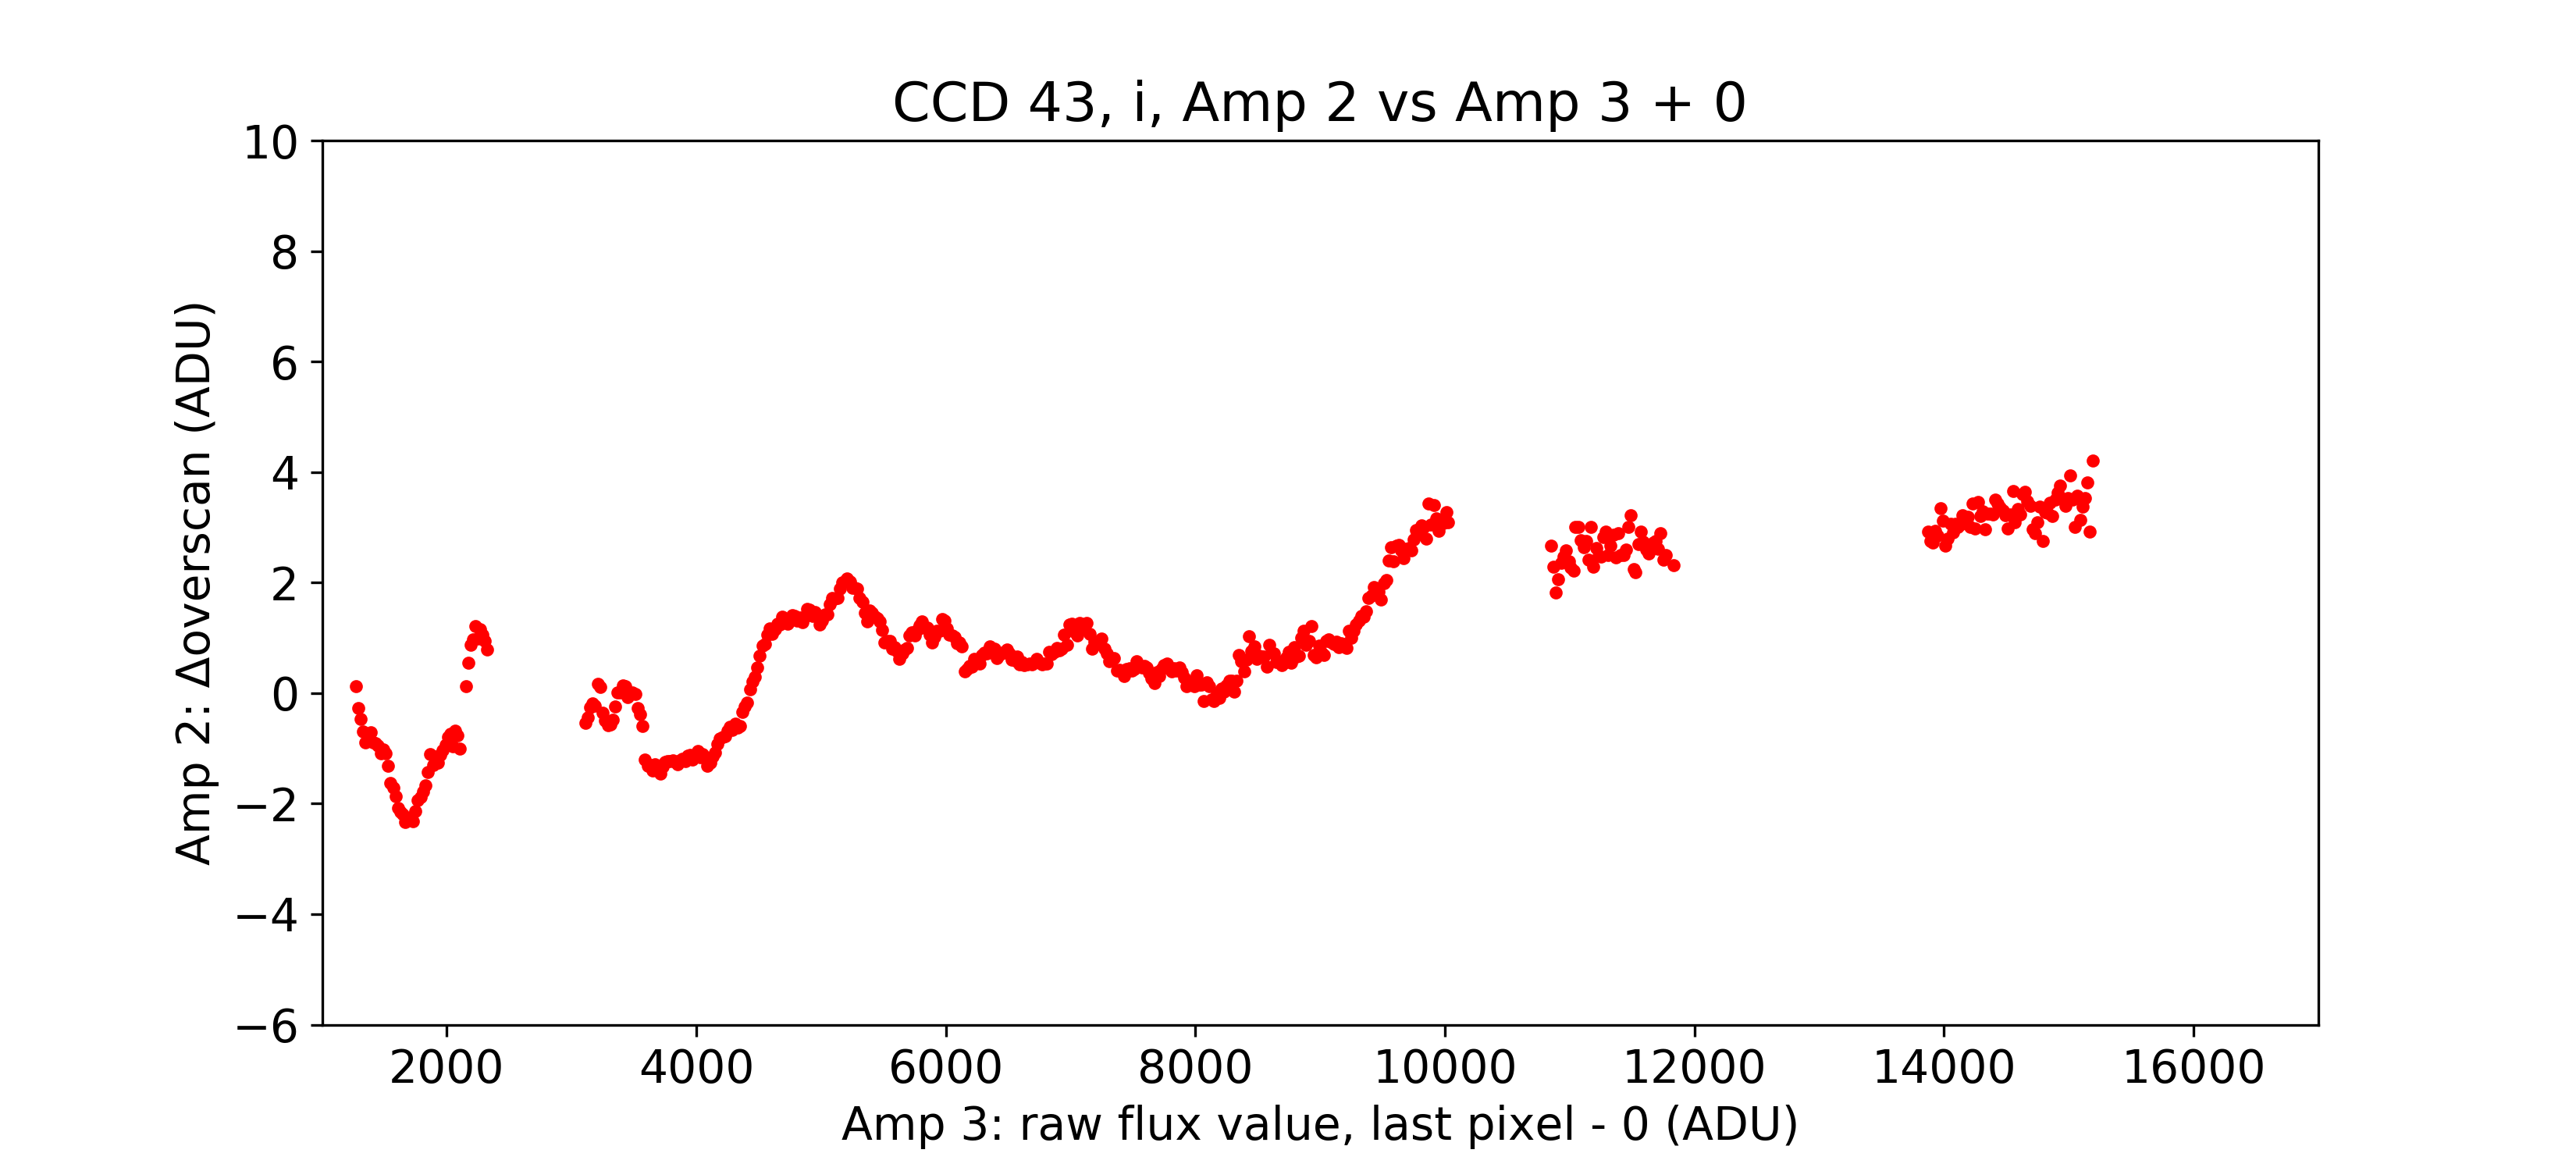 CCD 43, i, Amp 2 vs Amp 3 + 0
10
8
6
4
2
0
−2
−4
−6
Amp 2: Δoverscan (ADU)
2000 4000 6000 8000 10000 12000 14000 16000
Amp 3: raw flux value, last pixel - 0 (ADU)